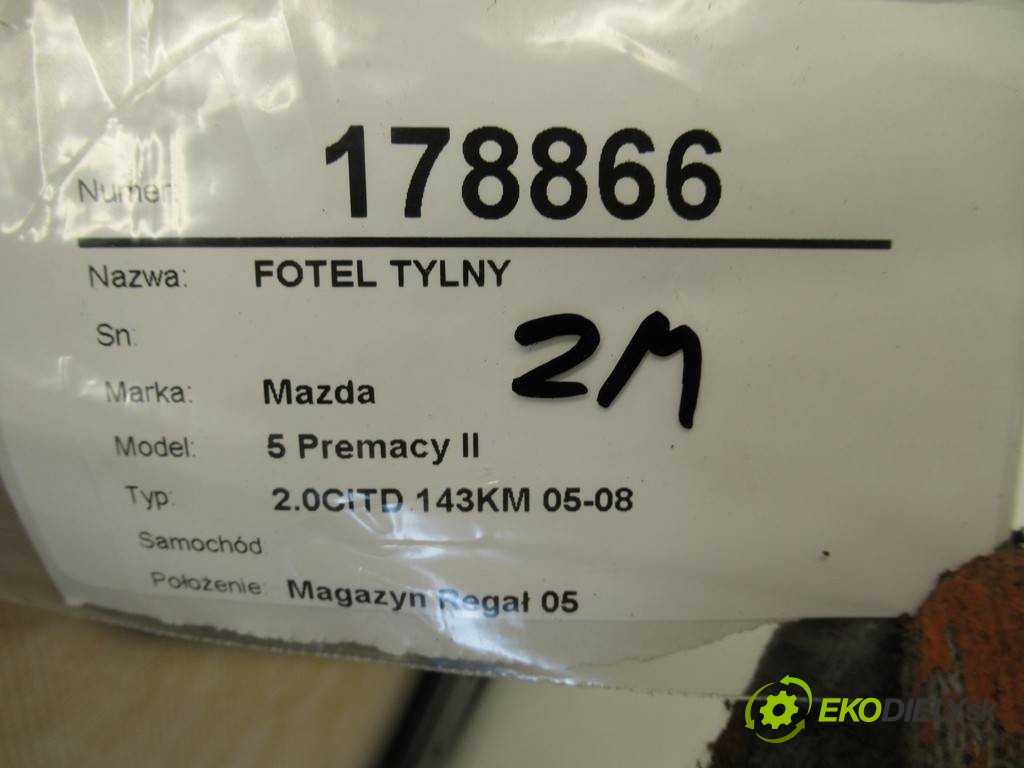 Numer: 178866
Nazwa: FOTEL TYLNY
Sn:
2M
Marka: Mazda
Model: 5 Premacy II
Typ: 2.0CITD 143KM 05-08
Samochód
Położenie: Magazyn Regał 05
EKODIELY.sk